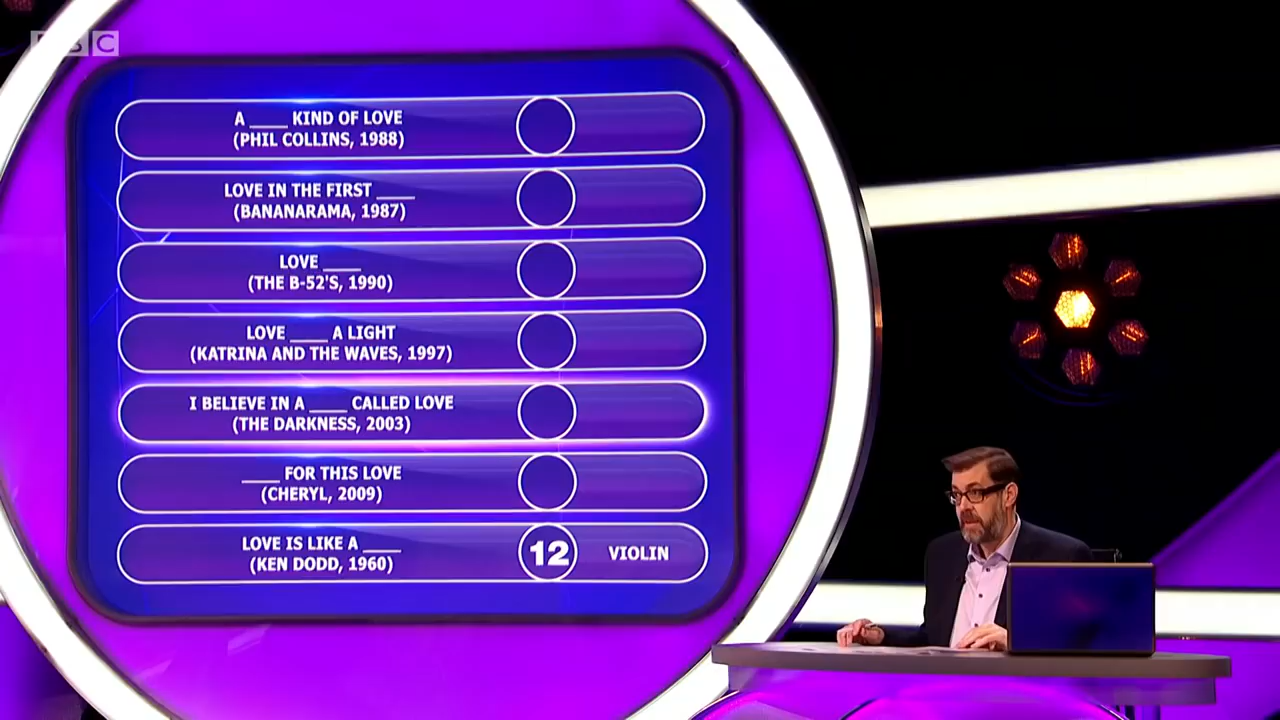 BBC
A ____ KIND OF LOVE
(PHIL COLLINS, 1988)
LOVE IN THE FIRST ____
(BANANARAMA, 1987)
LOVE ____
(THE B-52'S, 1990)
LOVE ____ A LIGHT
(KATRINA AND THE WAVES, 1997)
I BELIEVE IN A ____ CALLED LOVE
(THE DARKNESS, 2003)
____ FOR THIS LOVE
(CHERYL, 2009)
LOVE IS LIKE A ____
(KEN DODD, 1960)
12
VIOLIN